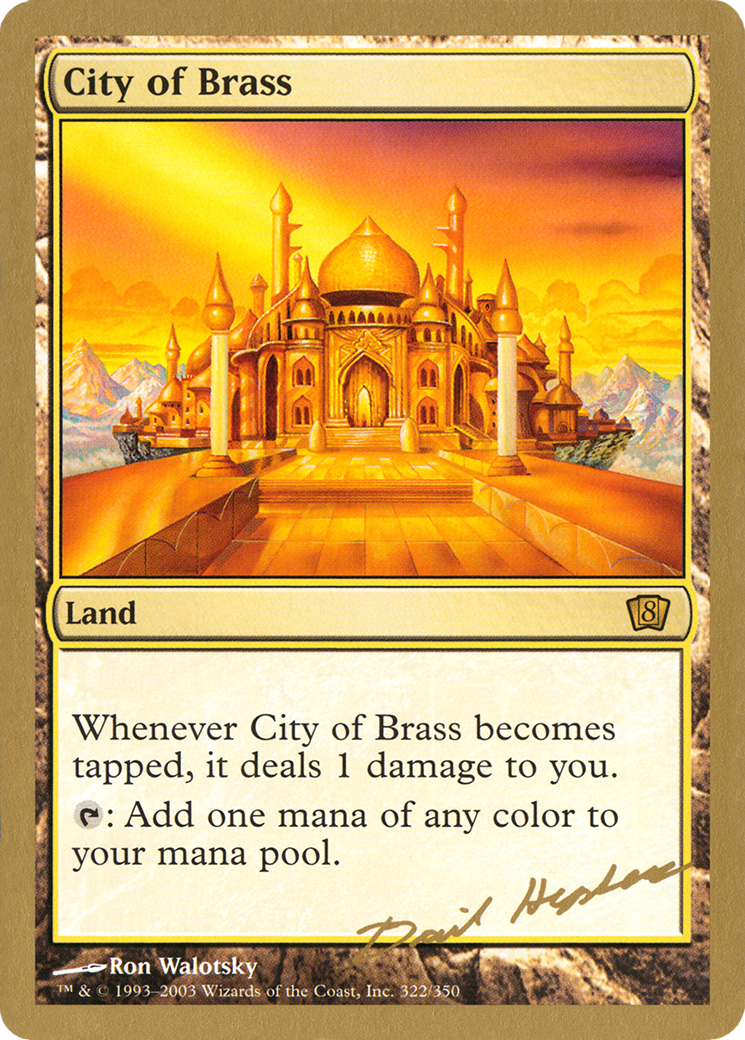 City of Brass
Land
8
Whenever City of Brass becomes
tapped, it deals 1 damage to you.
: Add one mana of any color to
your mana pool.
Ron Walotsky
™ & © 1993–2003 Wizards of the Coast, Inc. 322/350